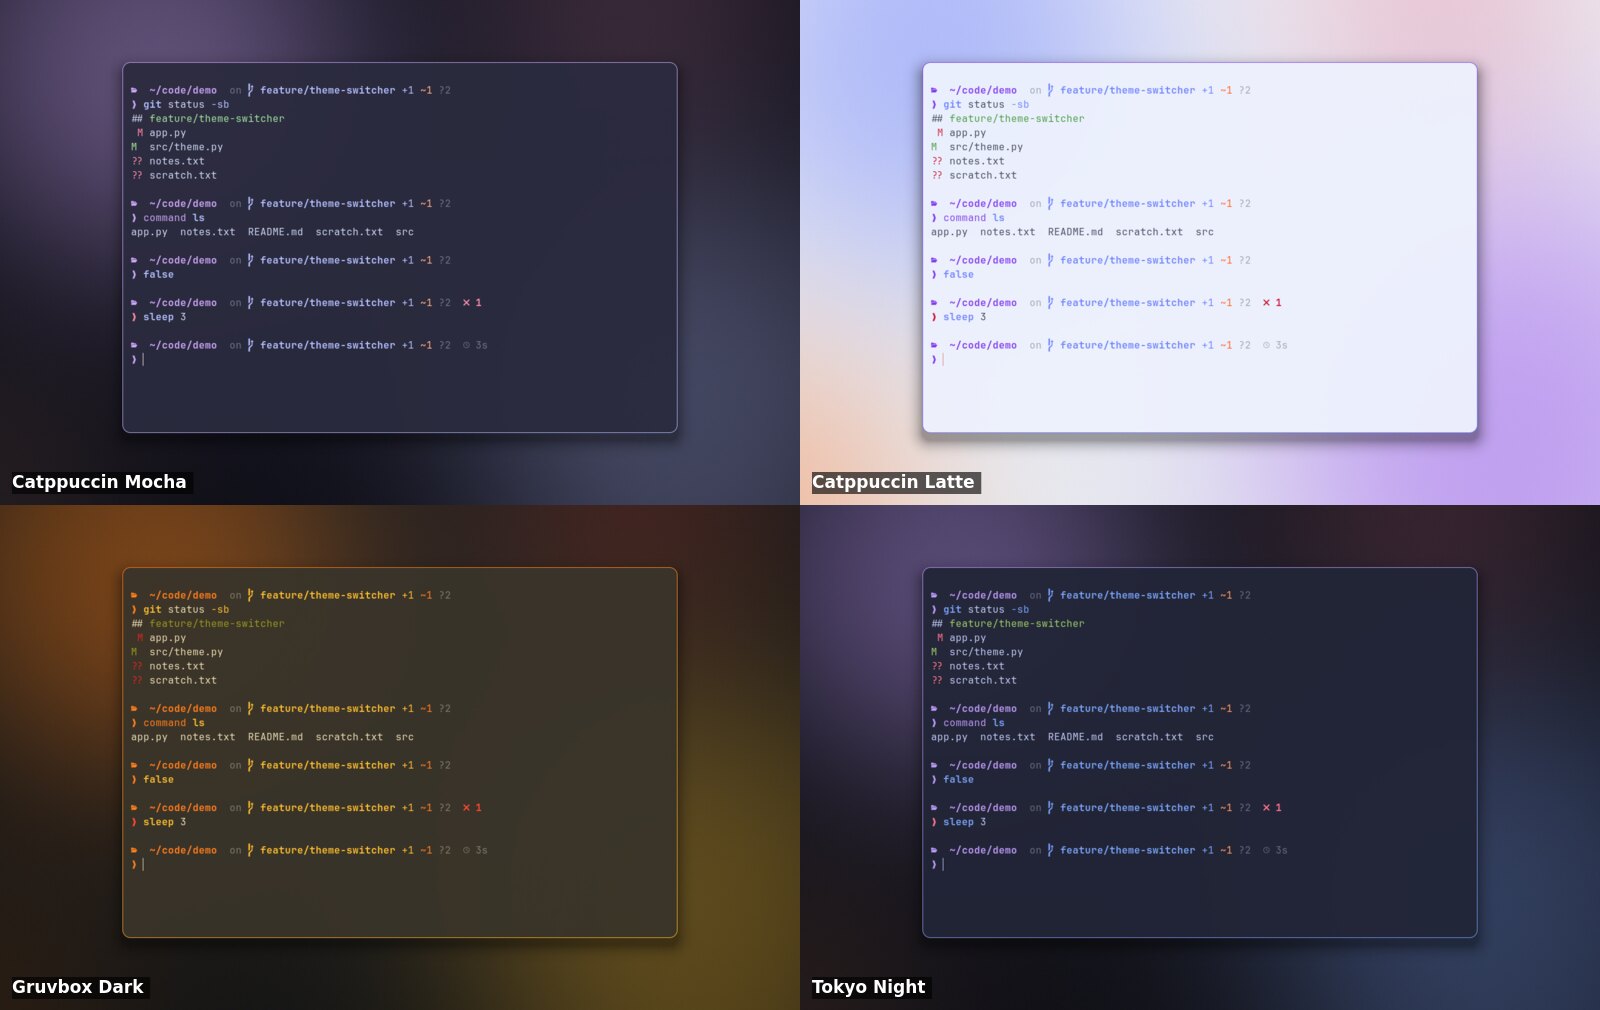 ~/code/demo on feature/theme-switcher +1 ~1 ?2
❯ git status -sb
## feature/theme-switcher
 M app.py
M  src/theme.py
?? notes.txt
?? scratch.txt
~/code/demo on feature/theme-switcher +1 ~1 ?2
❯ command ls
app.py  notes.txt  README.md  scratch.txt  src
~/code/demo on feature/theme-switcher +1 ~1 ?2
❯ false
~/code/demo on feature/theme-switcher +1 ~1 ?2 ✕ 1
❯ sleep 3
~/code/demo on feature/theme-switcher +1 ~1 ?2 3s
❯
Catppuccin Mocha
~/code/demo on feature/theme-switcher +1 ~1 ?2
❯ git status -sb
## feature/theme-switcher
 M app.py
M  src/theme.py
?? notes.txt
?? scratch.txt
~/code/demo on feature/theme-switcher +1 ~1 ?2
❯ command ls
app.py  notes.txt  README.md  scratch.txt  src
~/code/demo on feature/theme-switcher +1 ~1 ?2
❯ false
~/code/demo on feature/theme-switcher +1 ~1 ?2 ✕ 1
❯ sleep 3
~/code/demo on feature/theme-switcher +1 ~1 ?2 3s
❯
Catppuccin Latte
~/code/demo on feature/theme-switcher +1 ~1 ?2
❯ git status -sb
## feature/theme-switcher
 M app.py
M  src/theme.py
?? notes.txt
?? scratch.txt
~/code/demo on feature/theme-switcher +1 ~1 ?2
❯ command ls
app.py  notes.txt  README.md  scratch.txt  src
~/code/demo on feature/theme-switcher +1 ~1 ?2
❯ false
~/code/demo on feature/theme-switcher +1 ~1 ?2 ✕ 1
❯ sleep 3
~/code/demo on feature/theme-switcher +1 ~1 ?2 3s
❯
Gruvbox Dark
~/code/demo on feature/theme-switcher +1 ~1 ?2
❯ git status -sb
## feature/theme-switcher
 M app.py
M  src/theme.py
?? notes.txt
?? scratch.txt
~/code/demo on feature/theme-switcher +1 ~1 ?2
❯ command ls
app.py  notes.txt  README.md  scratch.txt  src
~/code/demo on feature/theme-switcher +1 ~1 ?2
❯ false
~/code/demo on feature/theme-switcher +1 ~1 ?2 ✕ 1
❯ sleep 3
~/code/demo on feature/theme-switcher +1 ~1 ?2 3s
❯
Tokyo Night